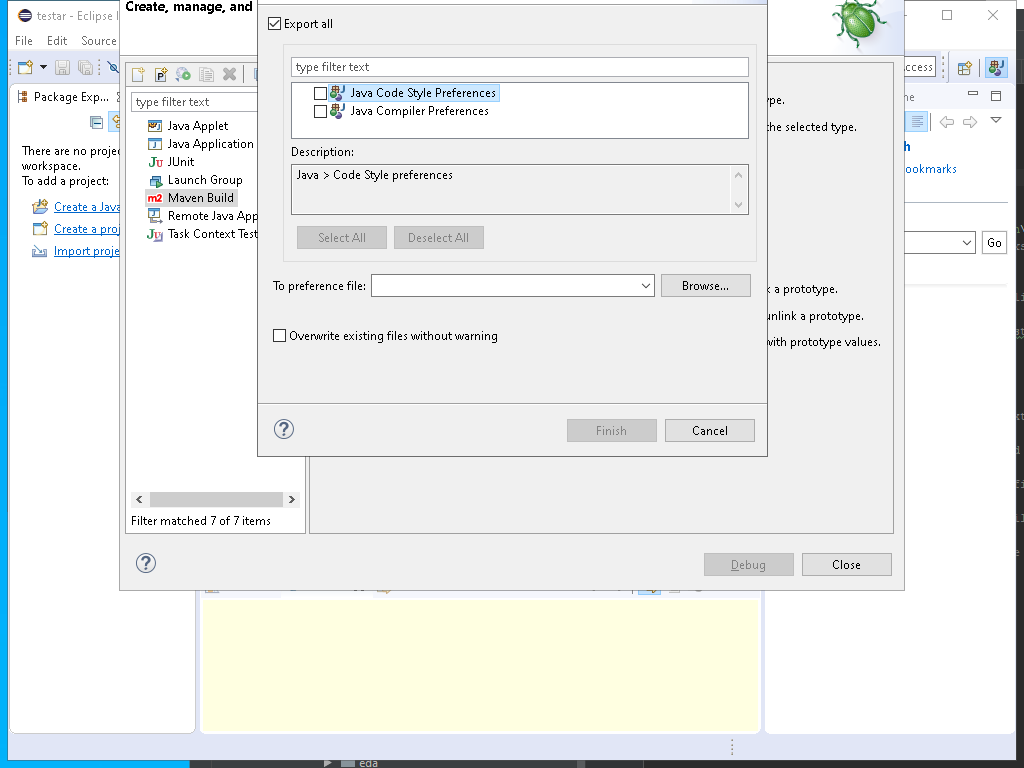 testar - Eclipse I
Create, manage, and
File Edit Source
Export all
type filter text
Java Code Style Preferences
Java Compiler Preferences
Description:
Java > Code Style preferences
Select All Deselect All
To preference file: Browse...
Overwrite existing files without warning
Finish Cancel
Package Exp...
There are no proje
workspace.
To add a project:
Create a Java
Create a proj
Import proje
type filter text
Java Applet
Java Application
Ju JUnit
Launch Group
m2 Maven Build
Remote Java App
Task Context Test
Filter matched 7 of 7 items
ype.
the selected type.
k a prototype.
unlink a prototype.
with prototype values.
Debug Close
ccess
ne
h
ookmarks
Go
eda